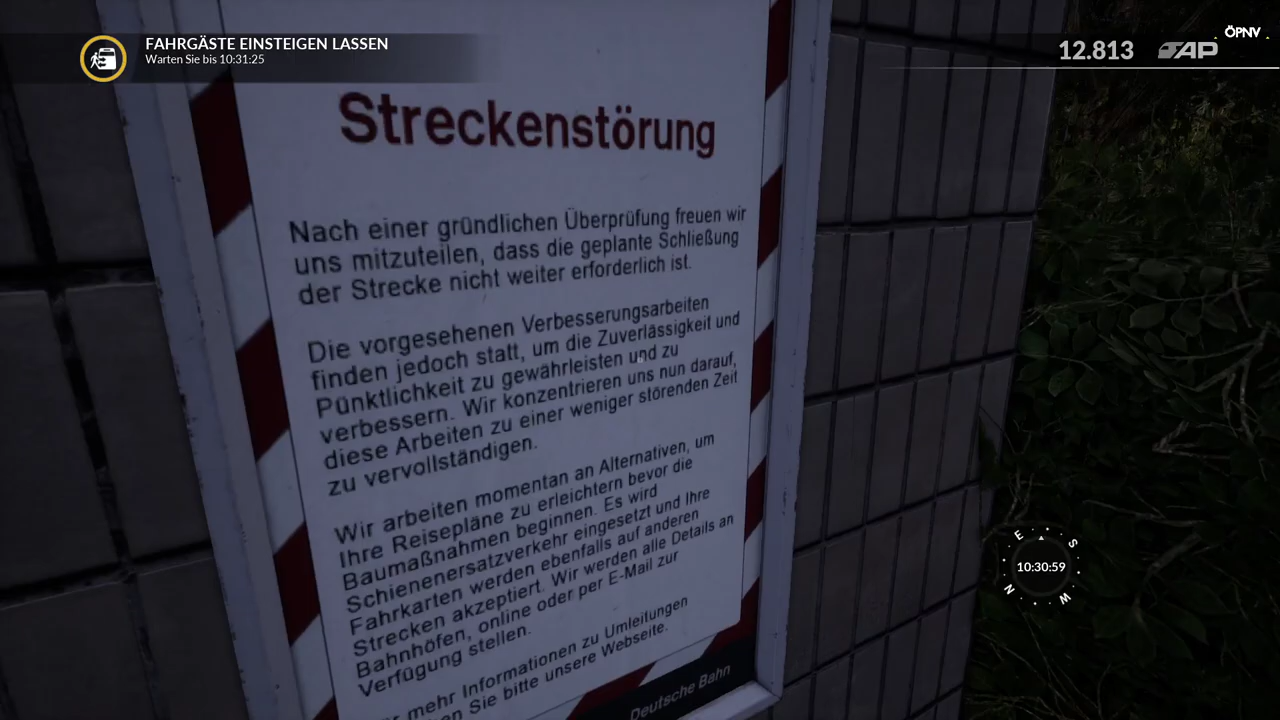 FAHRGÄSTE EINSTEIGEN LASSEN
Warten Sie bis 10:31:25
12.813 AP
ÖPNV
Streckenstörung
Nach einer gründlichen Überprüfung freuen wir
uns mitzuteilen, dass die geplante Schließung
der Strecke nicht weiter erforderlich ist.
Die vorgesehenen Verbesserungsarbeiten
finden jedoch statt, um die Zuverlässigkeit und
Pünktlichkeit zu gewährleisten und zu
verbessern. Wir konzentrieren uns nun darauf,
diese Arbeiten zu einer weniger störenden Zeit
zu vervollständigen.
Wir arbeiten momentan an Alternativen, um
Ihre Reisepläne zu erleichtern bevor die
Baumaßnahmen beginnen. Es wird
Schienenersatzverkehr eingesetzt und Ihre
Fahrkarten werden ebenfalls auf anderen
Strecken akzeptiert. Wir werden alle Details an
Bahnhöfen, online oder per E-Mail zur
Verfügung stellen.
mehr Informationen zu Umleitungen
Sie bitte unsere Webseite.
Deutsche Bahn
E
S
10:30:59
N
W